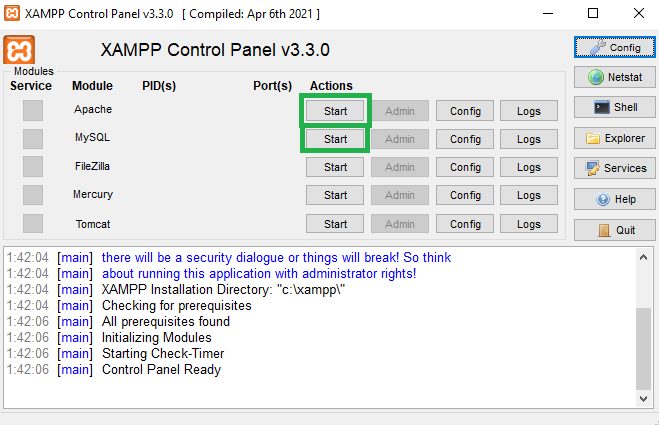 XAMPP Control Panel v3.3.0   [ Compiled: Apr 6th 2021 ]
XAMPP Control Panel v3.3.0
Config
Modules
Service Module PID(s) Port(s) Actions
Netstat
Apache Start Admin Config Logs
Shell
MySQL Start Admin Config Logs
Explorer
FileZilla Start Admin Config Logs
Services
Mercury Start Admin Config Logs
Help
Tomcat Start Admin Config Logs
Quit
1:42:04 [main] there will be a security dialogue or things will break! So think
1:42:04 [main] about running this application with administrator rights!
1:42:04 [main] XAMPP Installation Directory: "c:\xampp\"
1:42:04 [main] Checking for prerequisites
1:42:06 [main] All prerequisites found
1:42:06 [main] Initializing Modules
1:42:06 [main] Starting Check-Timer
1:42:06 [main] Control Panel Ready